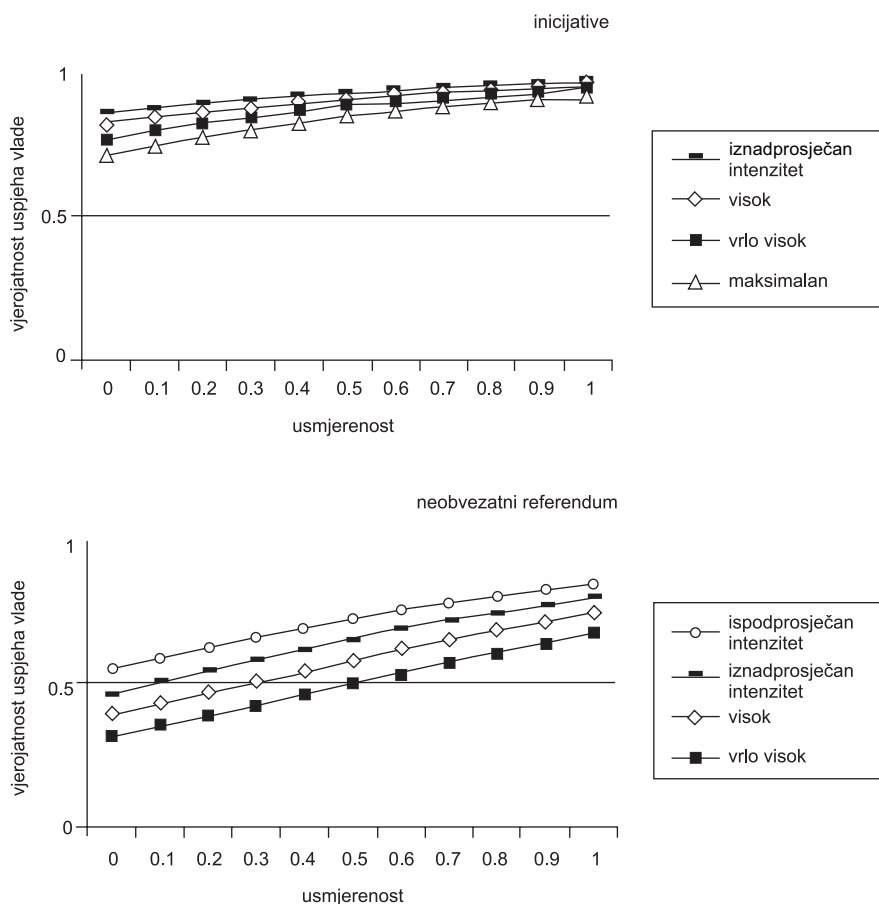 inicijative
vjerojatnost uspjeha vlade
1
0.5
0
0 0.1 0.2 0.3 0.4 0.5 0.6 0.7 0.8 0.9 1
usmjerenost
iznadprosječan
intenzitet
visok
vrlo visok
maksimalan
neobvezatni referendum
vjerojatnost uspjeha vlade
1
0.5
0
0 0.1 0.2 0.3 0.4 0.5 0.6 0.7 0.8 0.9 1
usmjerenost
ispodprosječan
intenzitet
iznadprosječan
intenzitet
visok
vrlo visok